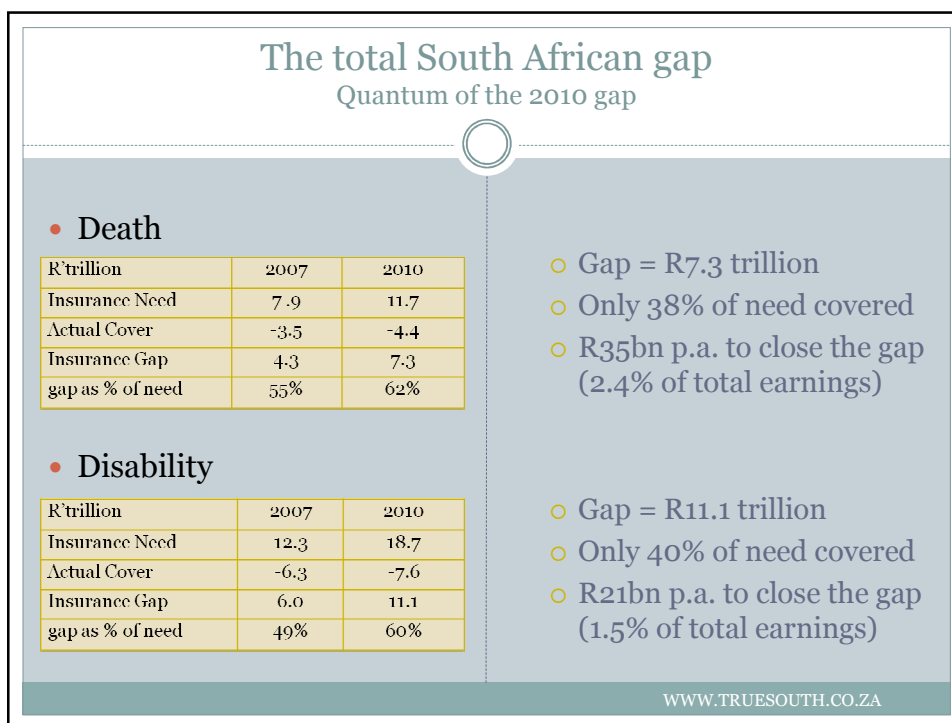 The total South African gap
Quantum of the 2010 gap
• Death
R'trillion 2007 2010
Insurance Need 7.9 11.7
Actual Cover -3.5 -4.4
Insurance Gap 4.3 7.3
gap as % of need 55% 62%
Gap = R7.3 trillion
Only 38% of need covered
R35bn p.a. to close the gap
(2.4% of total earnings)
• Disability
R'trillion 2007 2010
Insurance Need 12.3 18.7
Actual Cover -6.3 -7.6
Insurance Gap 6.0 11.1
gap as % of need 49% 60%
Gap = R11.1 trillion
Only 40% of need covered
R21bn p.a. to close the gap
(1.5% of total earnings)
WWW.TRUESOUTH.CO.ZA